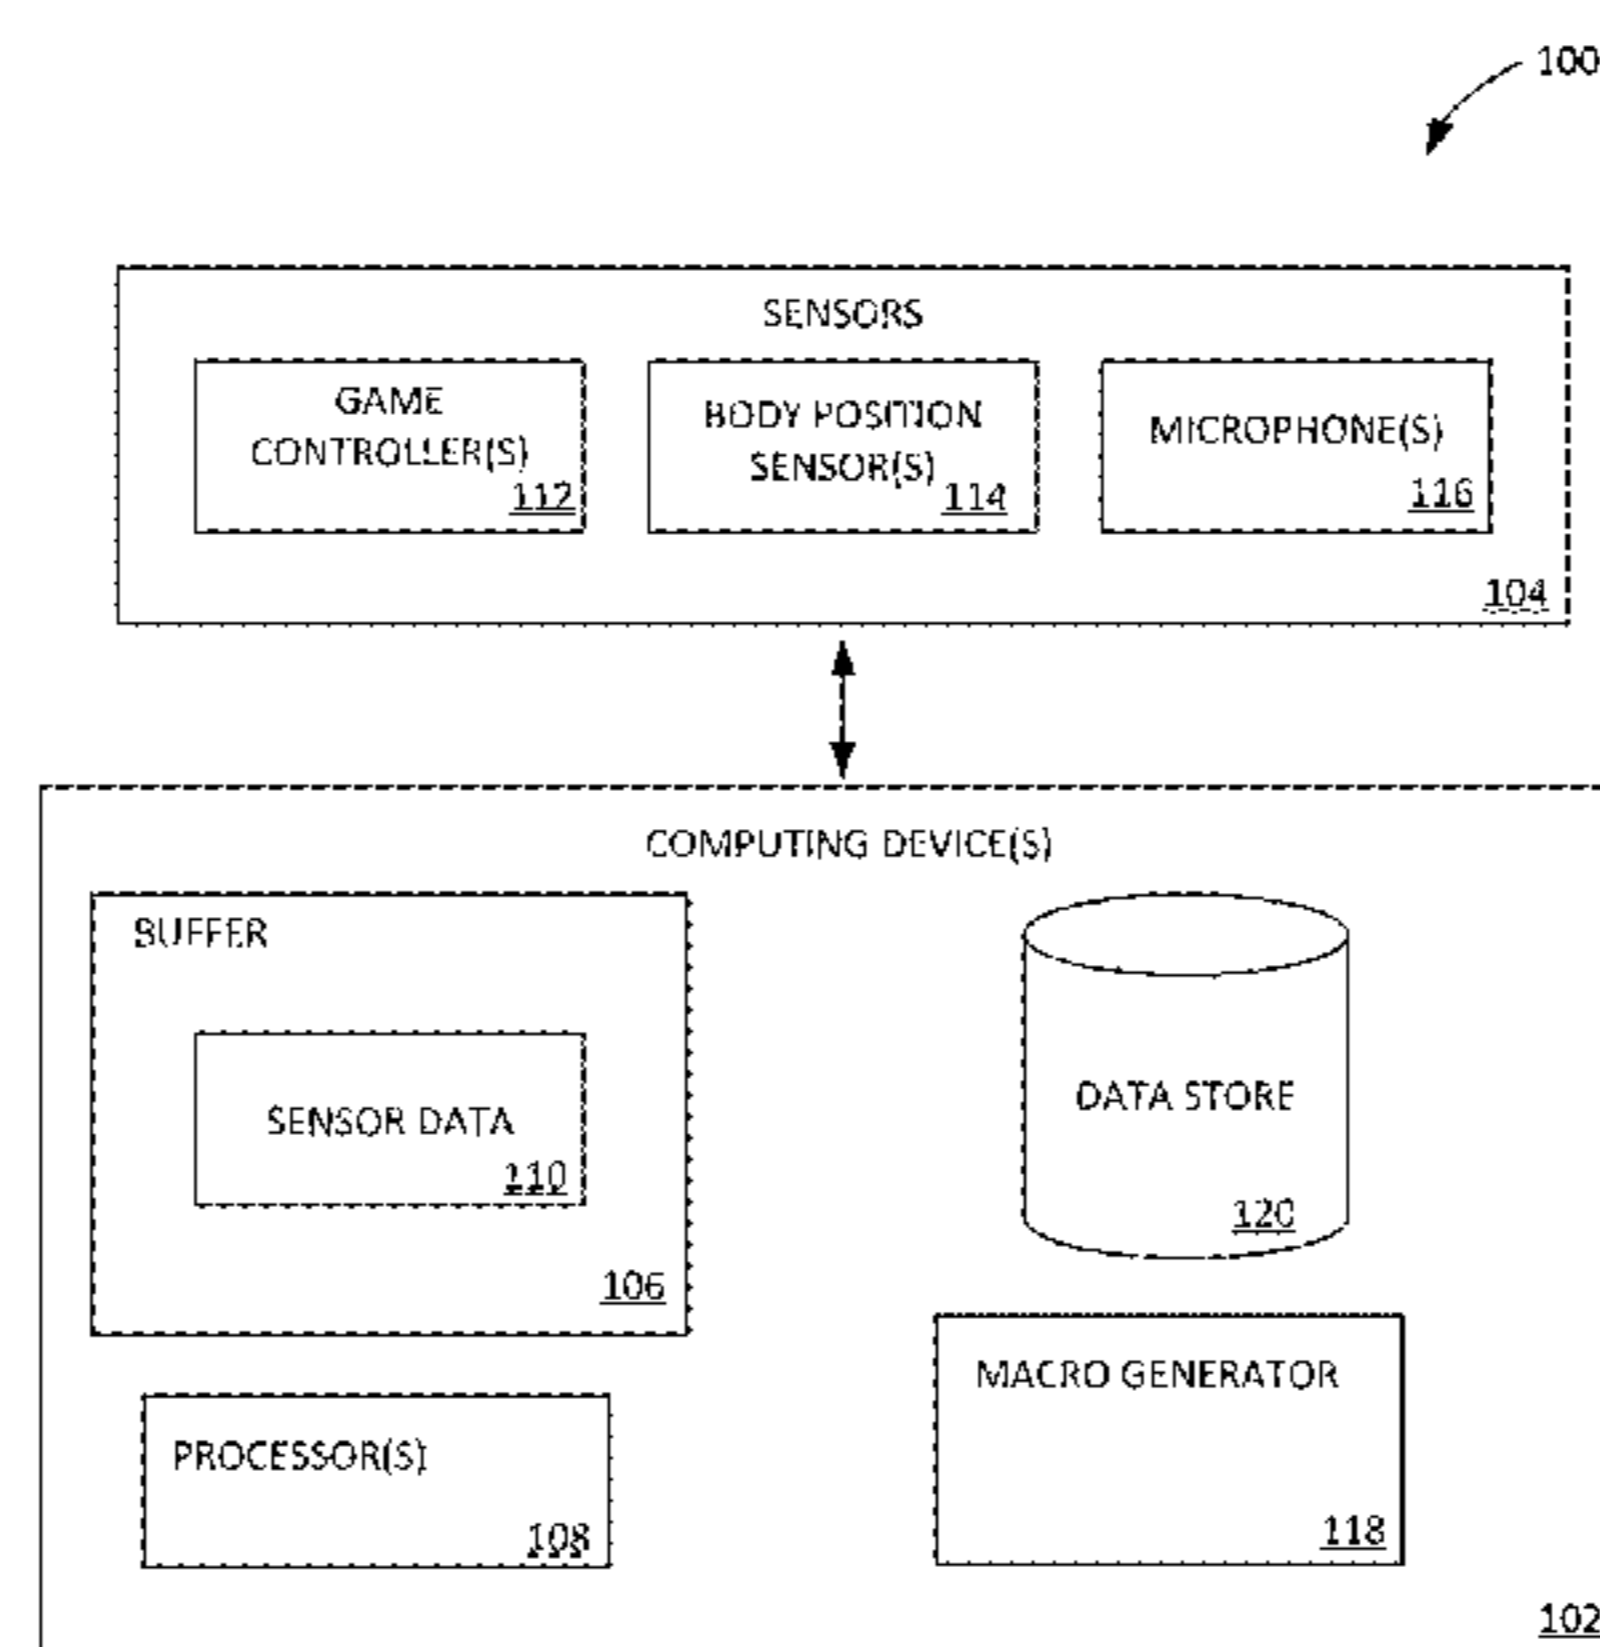 100
SENSORS
GAME
CONTROLLER(S)
112
BODY POSITION
SENSOR(S)
114
MICROPHONE(S)
116
104
COMPUTING DEVICE(S)
BUFFER
SENSOR DATA
110
106
DATA STORE
120
PROCESSOR(S)
108
MACRO GENERATOR
118
102